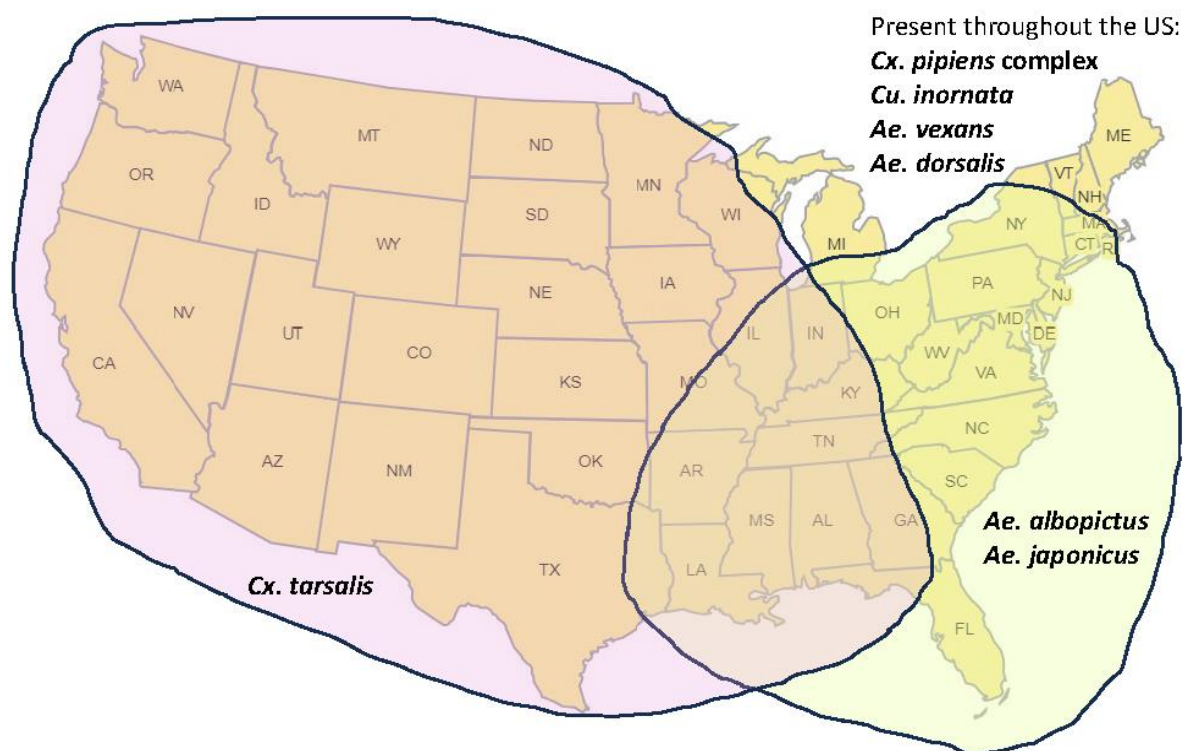 Present throughout the US:
Cx. pipiens complex
Cu. inornata
Ae. vexans
Ae. dorsalis
WA
MT
ND
MN
OR
ID
SD
WI
WY
MI
VT
ME
NH
NY
MA
CT
R
IA
NE
PA
NJ
NV
UT
CO
IL
IN
OH
MD
DE
WV
VA
CA
KS
MO
KY
NC
TN
AZ
NM
OK
AR
SC
MS
AL
GA
TX
LA
FL
Cx. tarsalis
Ae. albopictus
Ae. japonicus